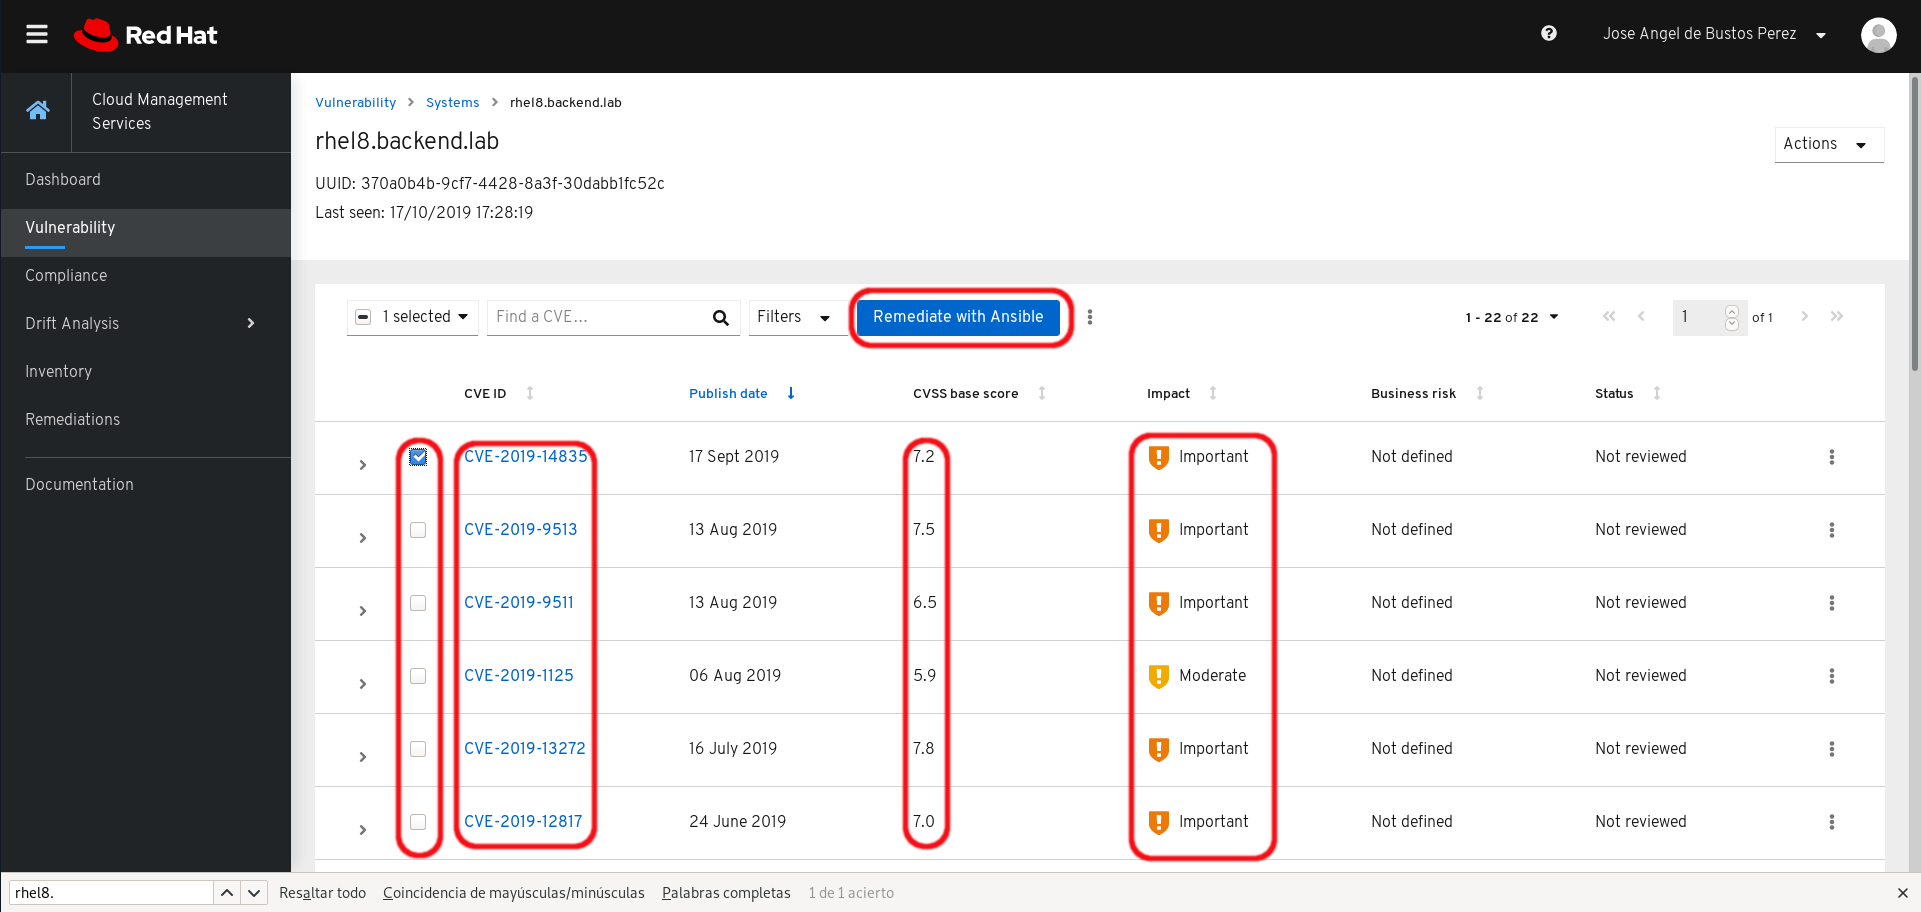 Red Hat
Jose Angel de Bustos Perez
Cloud Management
Services
Dashboard
Vulnerability
Compliance
Drift Analysis
Inventory
Remediations
Documentation
Vulnerability > Systems > rhel8.backend.lab
rhel8.backend.lab
Actions
UUID: 370a0b4b-9cf7-4428-8a3f-30dabb1fc52c
Last seen: 17/10/2019 17:28:19
1 selected Find a CVE... Filters Remediate with Ansible 1 - 22 of 22 1 of 1
CVE ID Publish date CVSS base score Impact Business risk Status
CVE-2019-14835 17 Sept 2019 7.2 Important Not defined Not reviewed
CVE-2019-9513 13 Aug 2019 7.5 Important Not defined Not reviewed
CVE-2019-9511 13 Aug 2019 6.5 Important Not defined Not reviewed
CVE-2019-1125 06 Aug 2019 5.9 Moderate Not defined Not reviewed
CVE-2019-13272 16 July 2019 7.8 Important Not defined Not reviewed
CVE-2019-12817 24 June 2019 7.0 Important Not defined Not reviewed
rhel8. Resaltar todo Coincidencia de mayúsculas/minúsculas Palabras completas 1 de 1 acierto